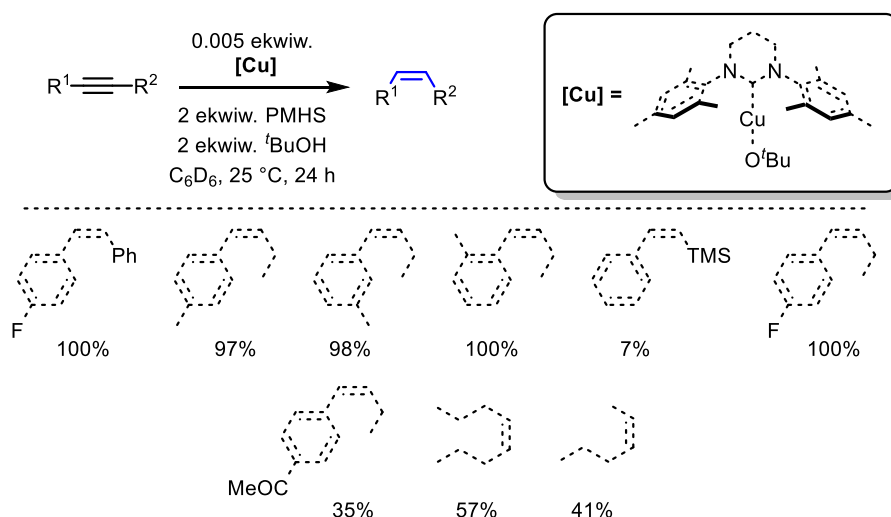 0.005 ekwiw.
[Cu]
R¹ R²
2 ekwiw. PMHS
2 ekwiw. ᵗBuOH
C₆D₆, 25 °C, 24 h
R¹ R²
[Cu] =
N N
Cu
OᵗBu
Ph
F
100%
97%
98%
100%
TMS
7%
F
100%
MeOC
35%
57%
41%